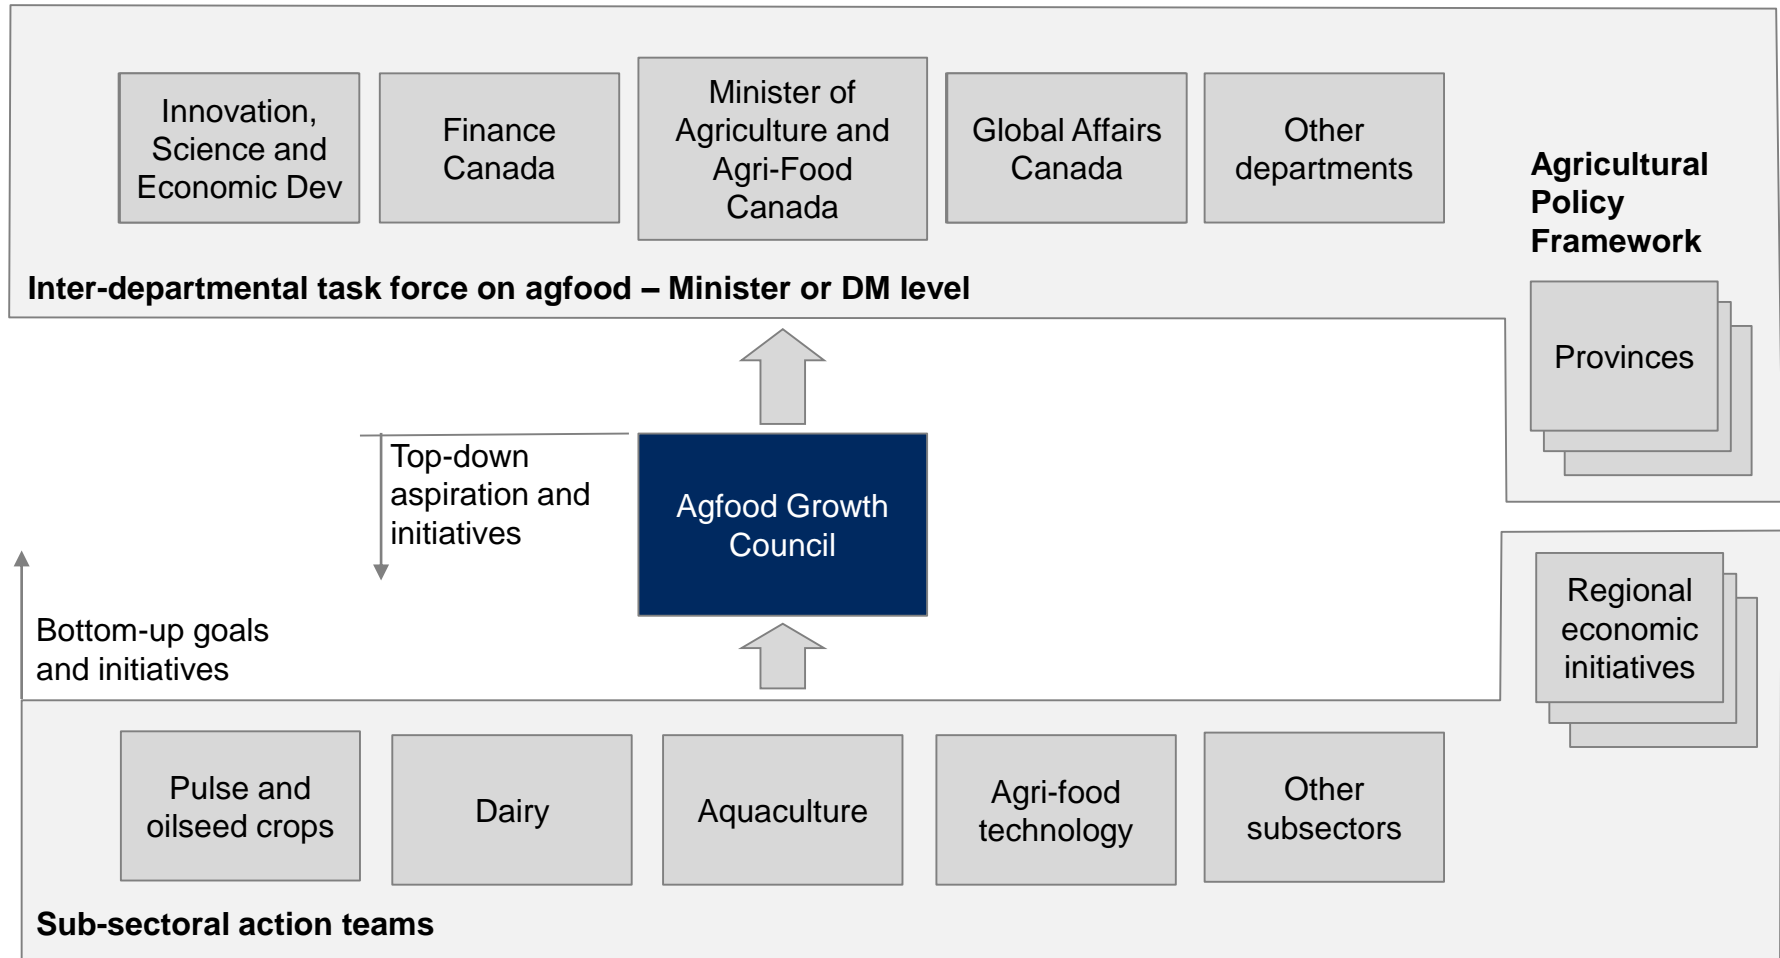 Innovation,
Science and
Economic Dev
Finance
Canada
Minister of
Agriculture and
Agri-Food
Canada
Global Affairs
Canada
Other
departments
Agricultural
Policy
Framework
Inter-departmental task force on agfood – Minister or DM level
Provinces
Top-down
aspiration and
initiatives
Agfood Growth
Council
Bottom-up goals
and initiatives
Regional
economic
initiatives
Pulse and
oilseed crops
Dairy
Aquaculture
Agri-food
technology
Other
subsectors
Sub-sectoral action teams